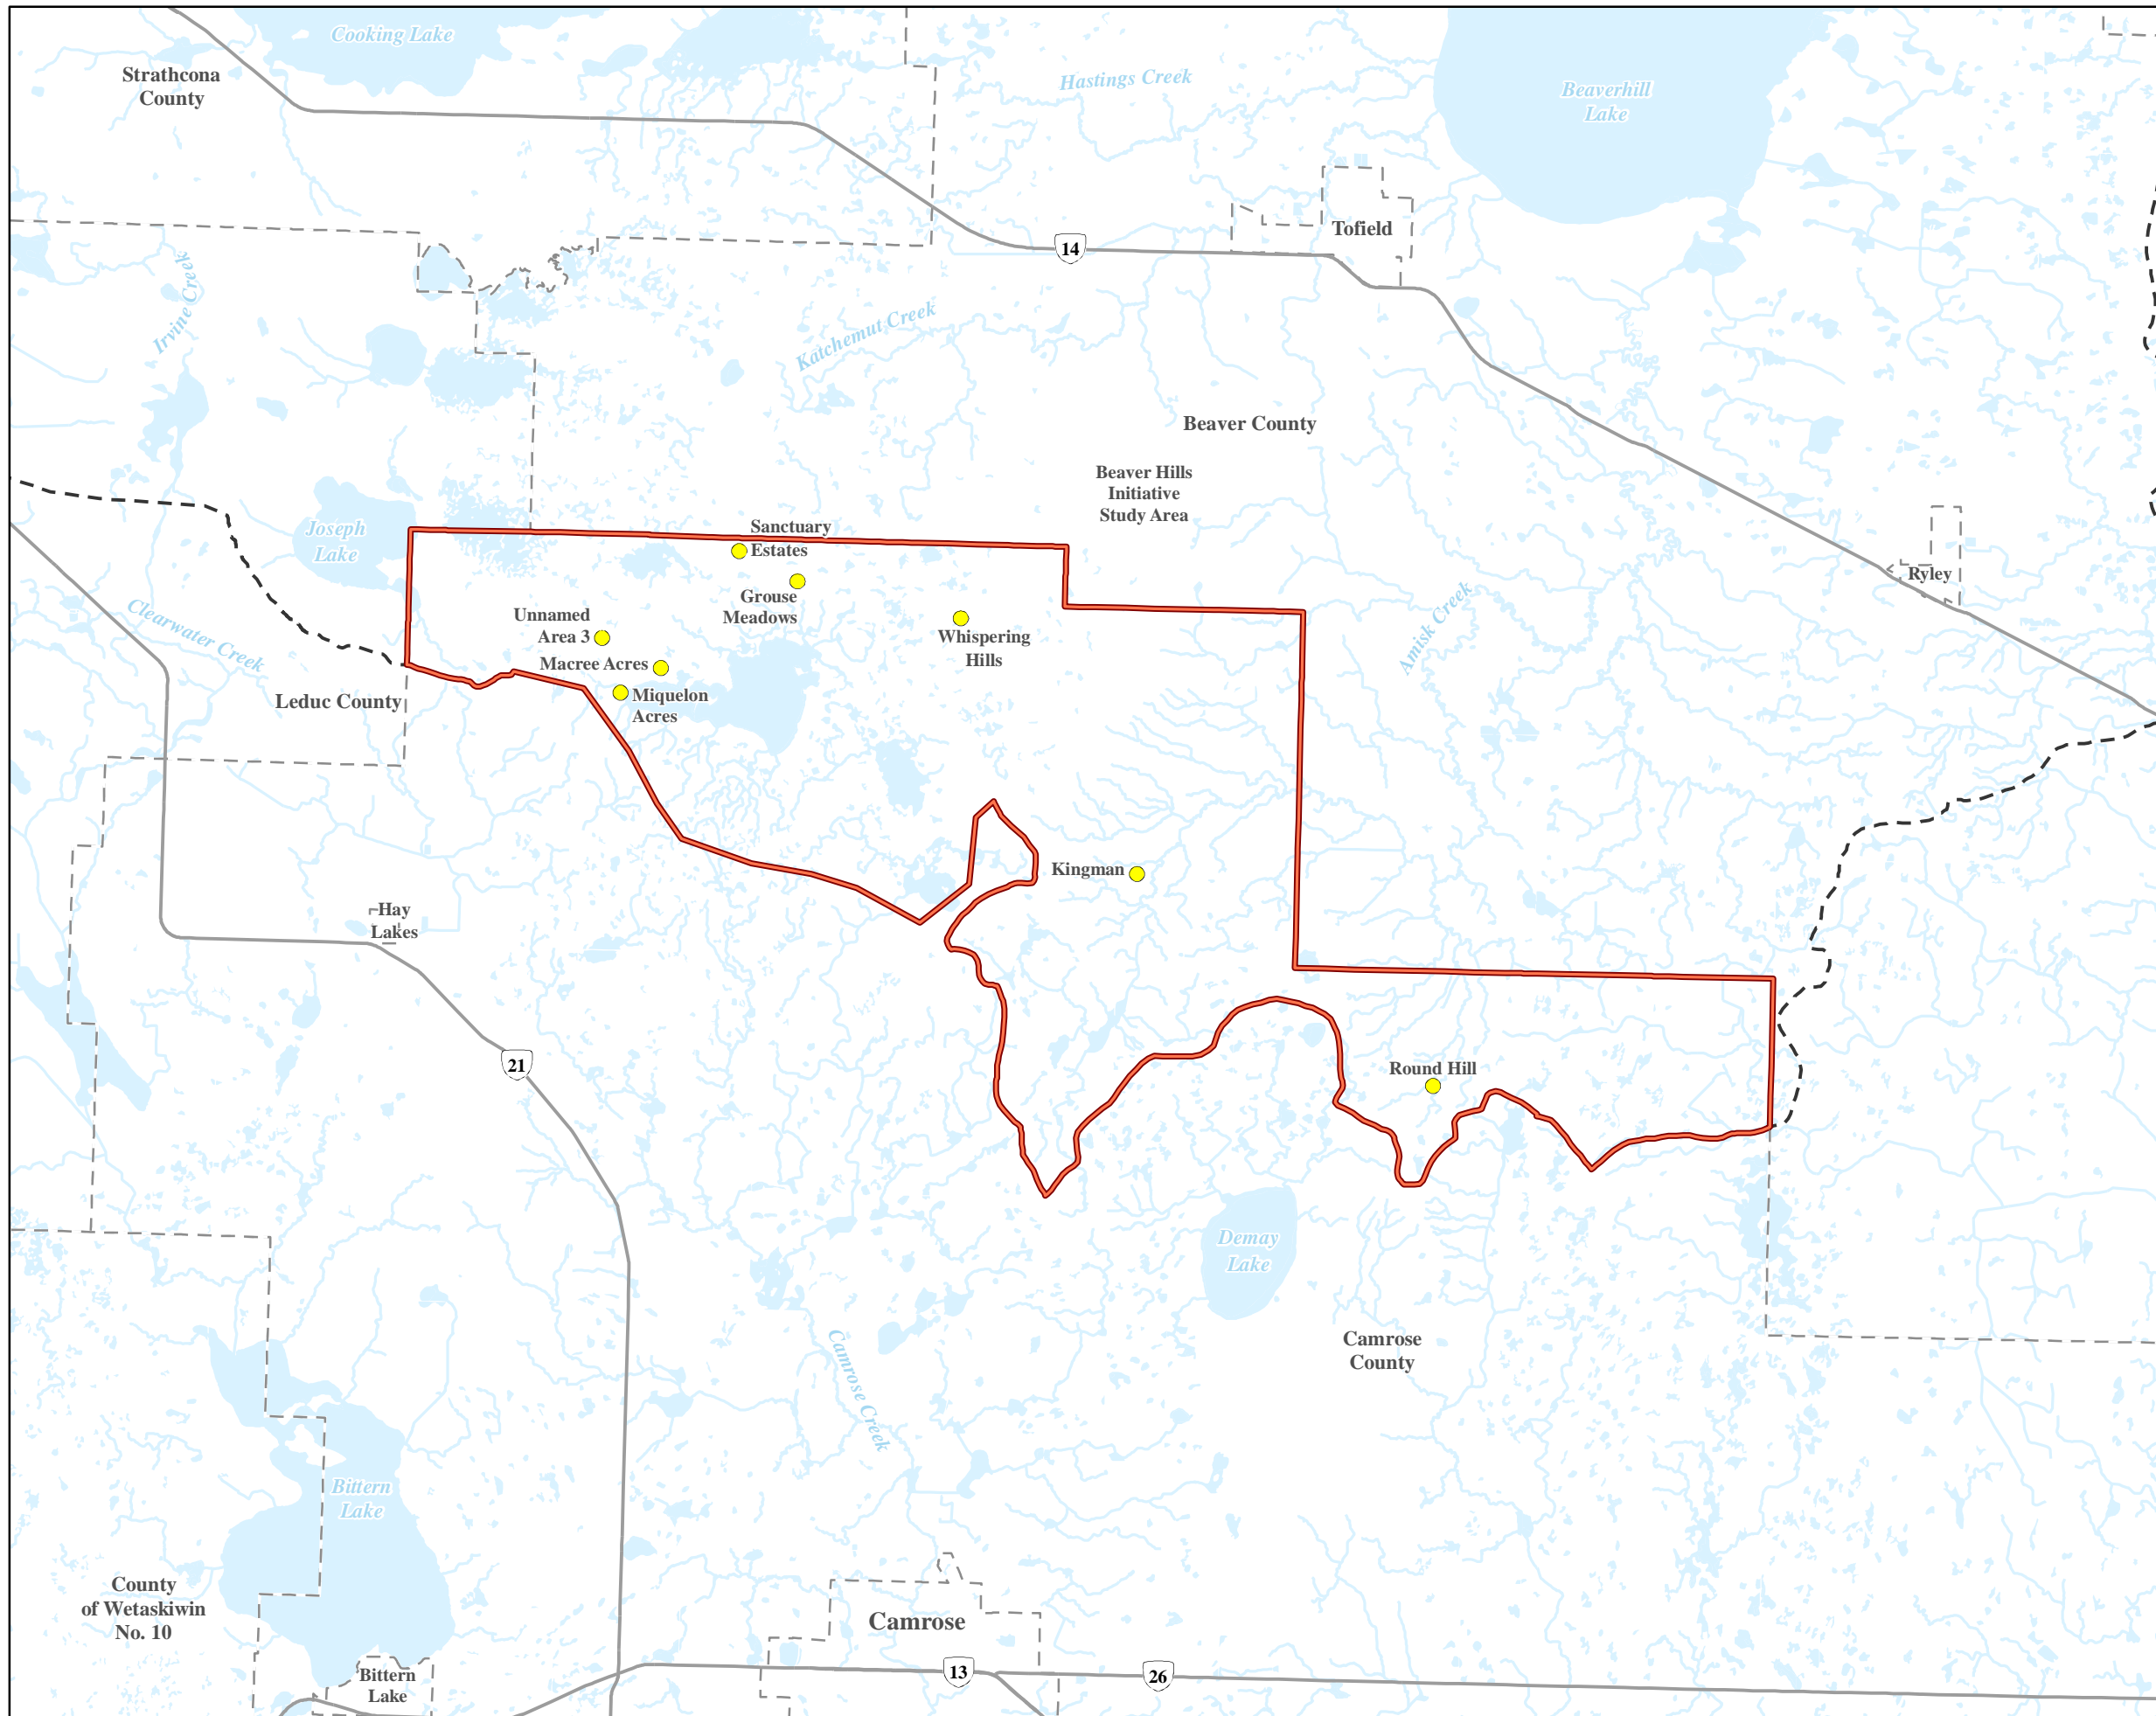 Cooking Lake
Strathcona
County
Hastings Creek
Beaverhill
Lake
Tofield
14
Irvine Creek
Katchemut Creek
Beaver County
Beaver Hills
Initiative
Study Area
Joseph
Lake
Sanctuary
Estates
Ryley
Grouse
Meadows
Unnamed
Area 3
Whispering
Hills
Clearwater Creek
Amisk Creek
Macree Acres
Leduc County
Miquelon
Acres
Kingman
Hay
Lakes
21
Round Hill
Demay
Lake
Camrose
County
Camrose Creek
Bittern
Lake
County
of Wetaskiwin
No. 10
Camrose
Bittern
Lake
13
26